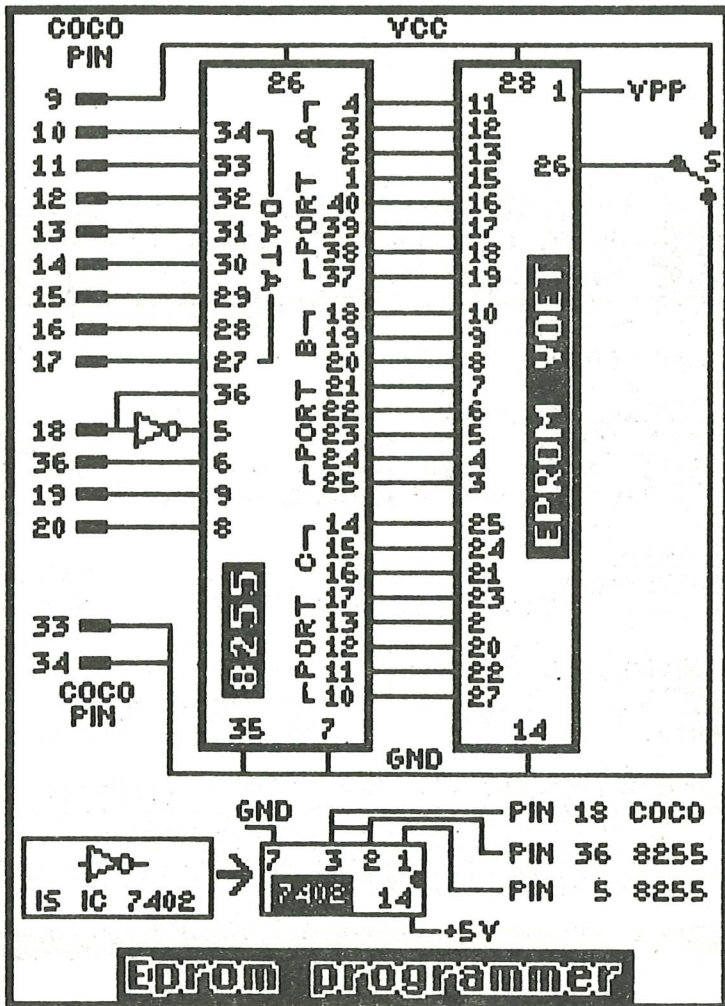 COCO
PIN
VCC
26
28
1
VPP
9
10
34
11
33
12
32
13
31
14
30
15
29
16
28
17
27
DATA
36
18
5
36
6
19
9
20
8
33
34
COCO
PIN
8255
PORT A
4 11
3 12
2 13
1 15
40 16
39 17
38 18
37 19
PORT B
18 10
19 9
20 8
21 7
22 6
23 5
24 4
25 3
PORT C
14 25
15 24
16 21
17 23
13 2
12 20
11 22
10 27
26
S
EPROM VOET
35
7
14
GND
GND
7 3 2 1
7402
14
+5V
PIN 18 COCO
PIN 36 8255
PIN 5 8255
IS IC 7402
Eprom programmer